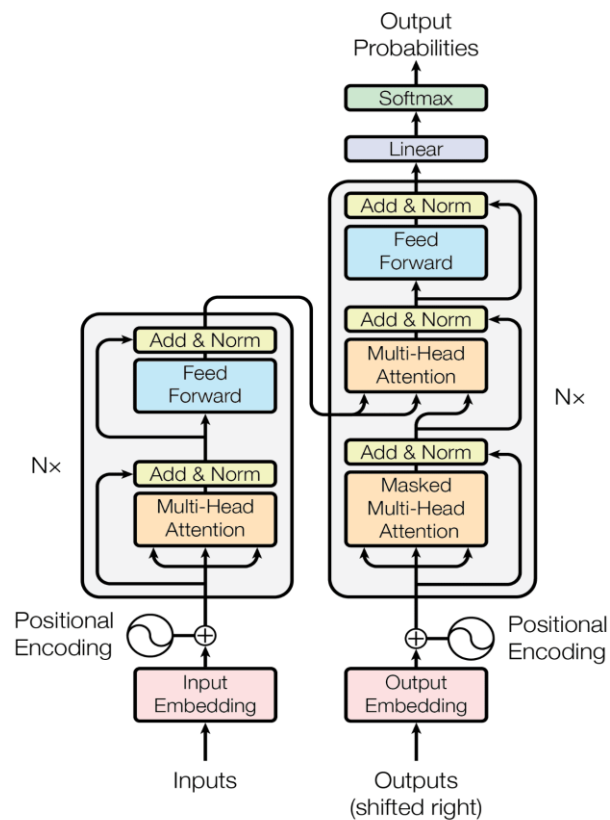 Output
Probabilities
Softmax
Linear
Add & Norm
Feed
Forward
Add & Norm
Multi-Head
Attention
Add & Norm
Masked
Multi-Head
Attention
N×
Add & Norm
Feed
Forward
Add & Norm
Multi-Head
Attention
N×
Positional
Encoding
Positional
Encoding
Input
Embedding
Output
Embedding
Inputs
Outputs
(shifted right)